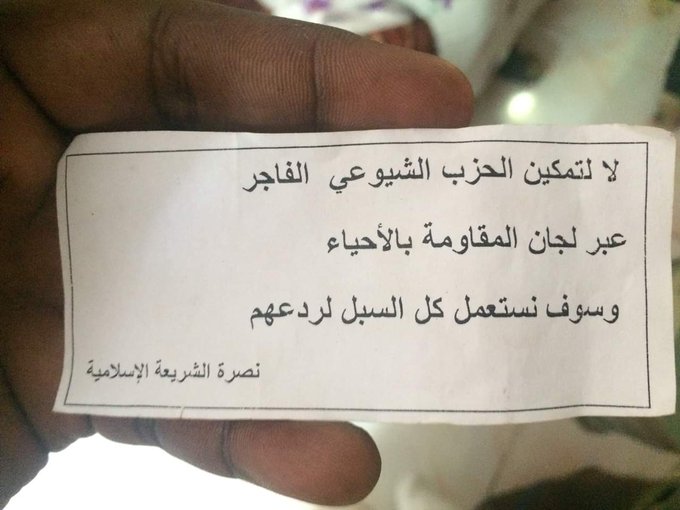 لا لتمكين الحزب الشيوعي الفاجر
عبر لجان المقاومة بالأحياء
وسوف نستعمل كل السبل لردعهم
نصرة الشريعة الإسلامية